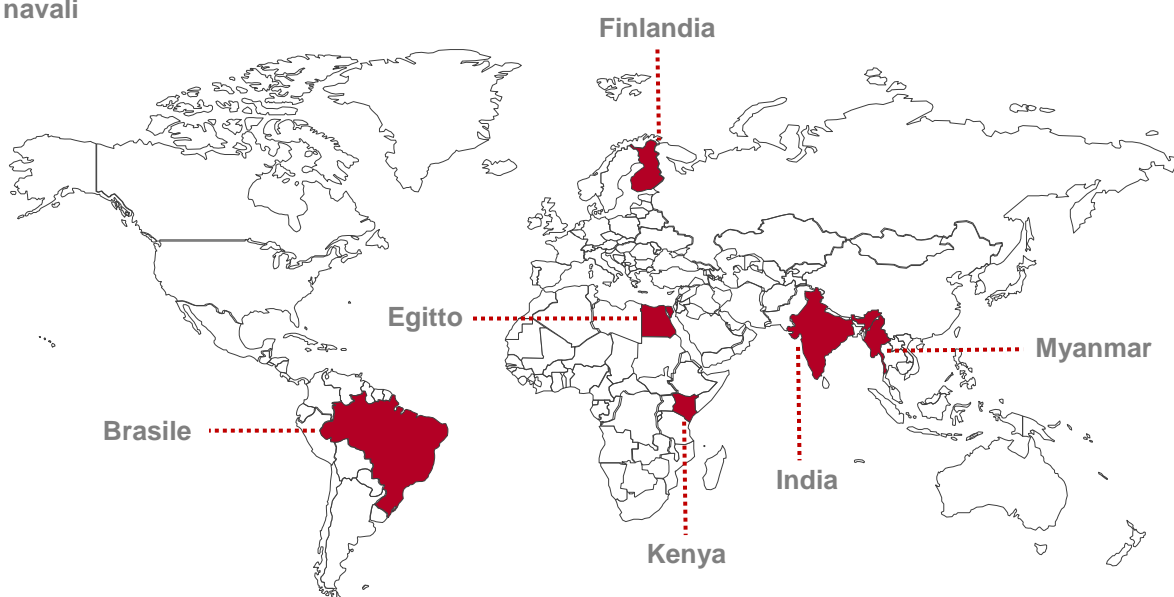 navali
Finlandia
Egitto
Myanmar
Brasile
India
Kenya